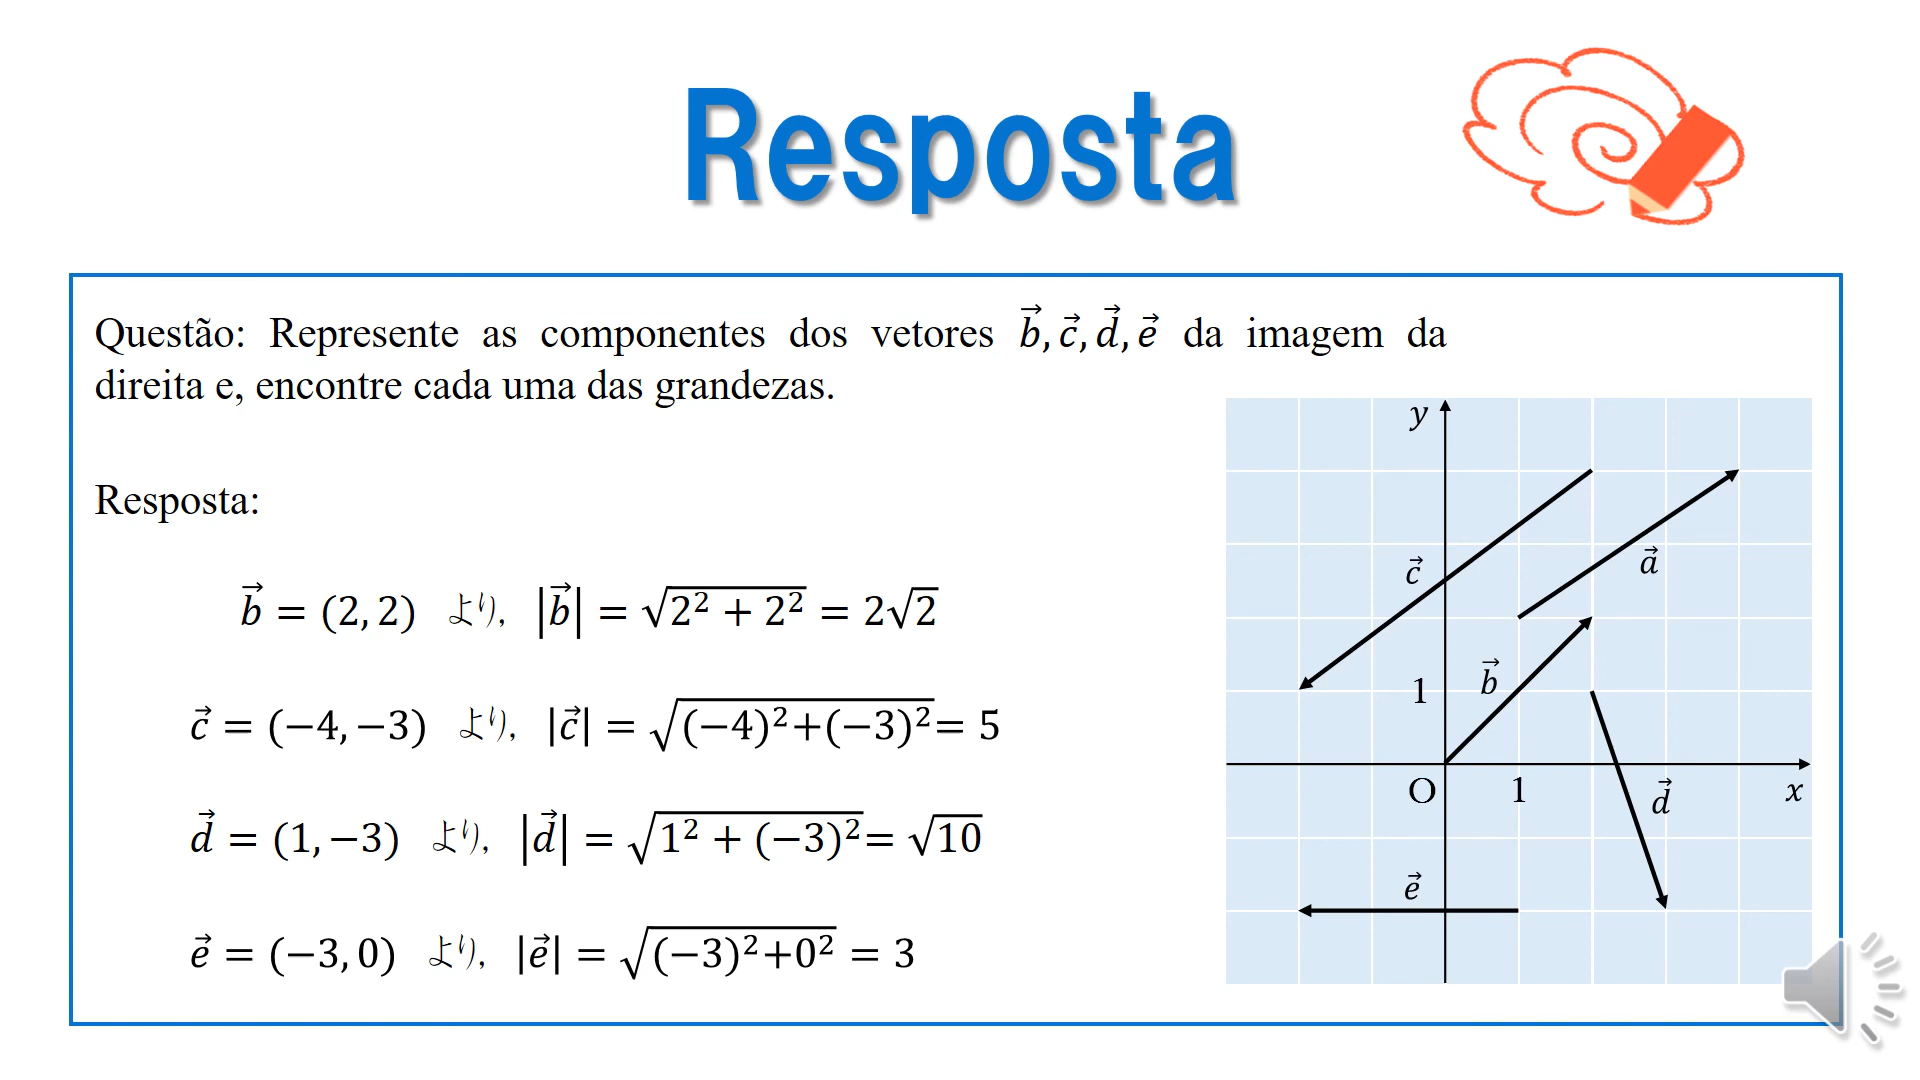 Resposta
Questão: Represente as componentes dos vetores b⃗, c⃗, d⃗, e⃗ da imagem da
direita e, encontre cada uma das grandezas.
Resposta:
b⃗ = (2, 2) より, |b⃗| = √(2² + 2²) = 2√2
c⃗ = (−4, −3) より, |c⃗| = √((−4)²+(−3)²)= 5
d⃗ = (1, −3) より, |d⃗| = √(1² + (−3)²)= √10
e⃗ = (−3, 0) より, |e⃗| = √((−3)²+0²) = 3
y
c⃗
a⃗
b⃗
1
O
1
d⃗
x
e⃗